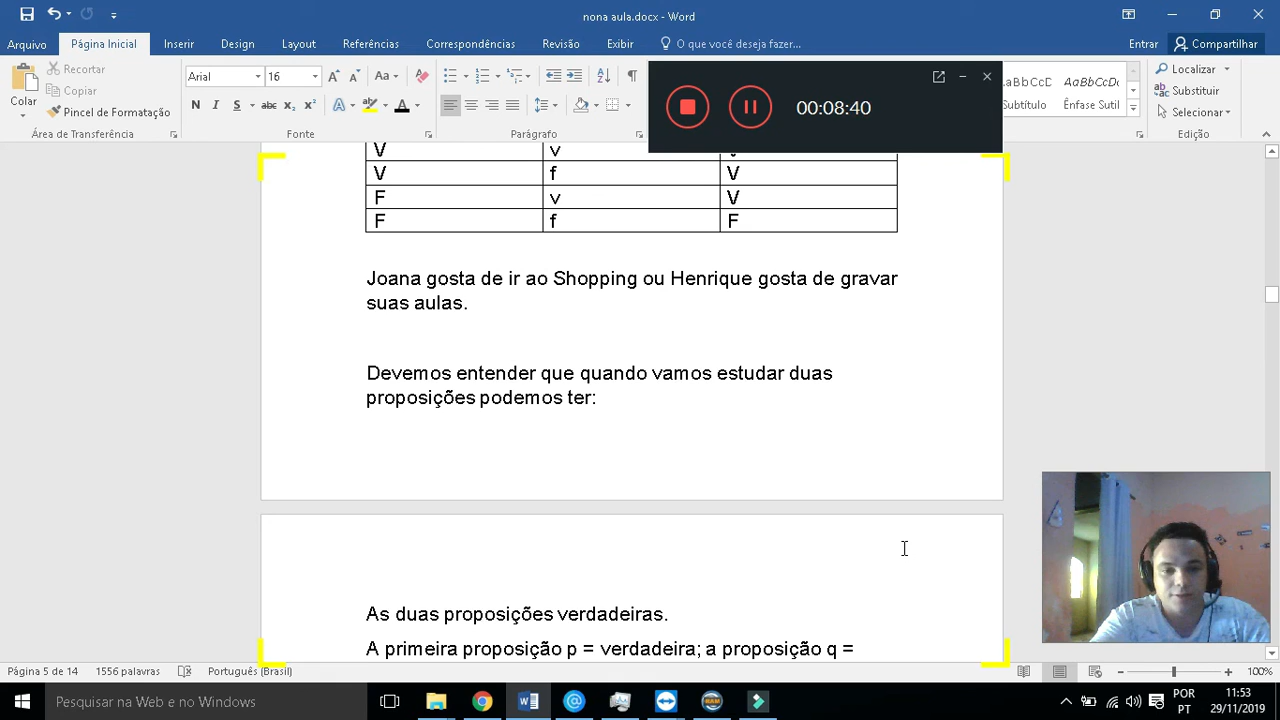 nona aula.docx - Word
Arquivo Página Inicial Inserir Design Layout Referências Correspondências Revisão Exibir O que você deseja fazer... Entrar Compartilhar
Colar
Recortar
Copiar
Pincel de Formatação
Área de Transferência
Arial 16
N I S abc X₂ X²
Fonte
Parágrafo
00:08:40
Subtítulo
AaBbCcDc
Ênfase Sutil
Localizar
Substituir
Selecionar
Edição
V v
V f V
F v V
F f F
Joana gosta de ir ao Shopping ou Henrique gosta de gravar
suas aulas.
Devemos entender que quando vamos estudar duas
proposições podemos ter:
As duas proposições verdadeiras.
A primeira proposição p = verdadeira; a proposição q =
Página 5 de 14 1556 palavras Português (Brasil) 100%
Pesquisar na Web e no Windows
POR
PT
11:53
29/11/2019